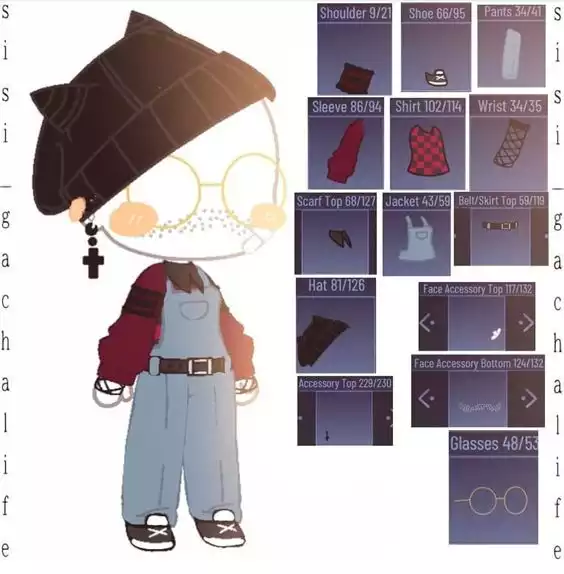 sisi_gachalife
Shoulder 9/21
Shoe 66/95
Pants 34/41
Sleeve 86/94
Shirt 102/114
Wrist 34/35
Scarf Top 68/127
Jacket 43/59
Belt/Skirt Top 59/119
Hat 81/126
Face Accessory Top 117/132
Face Accessory Bottom 124/132
Accessory Top 229/230
Glasses 48/53
sisi_gachalife